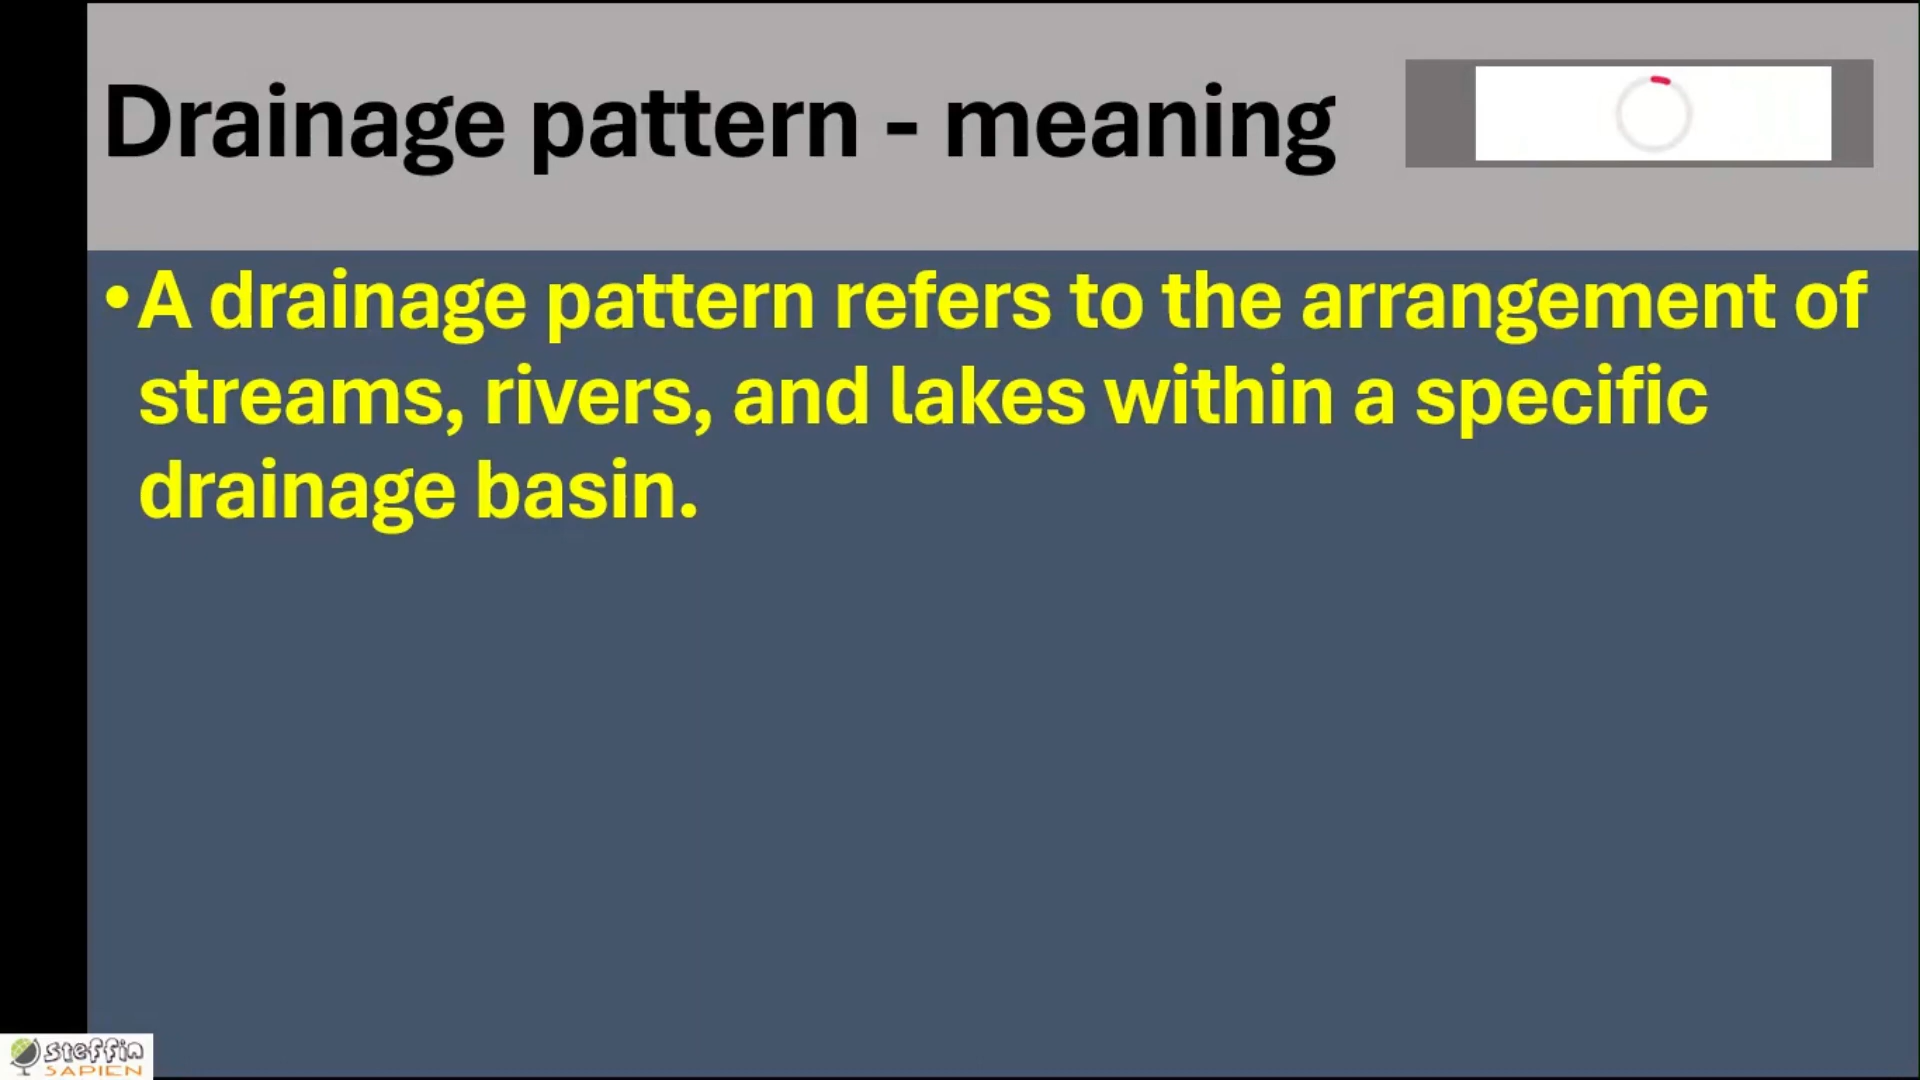 Drainage pattern - meaning
•A drainage pattern refers to the arrangement of
streams, rivers, and lakes within a specific
drainage basin.
steffin
SAPIEN